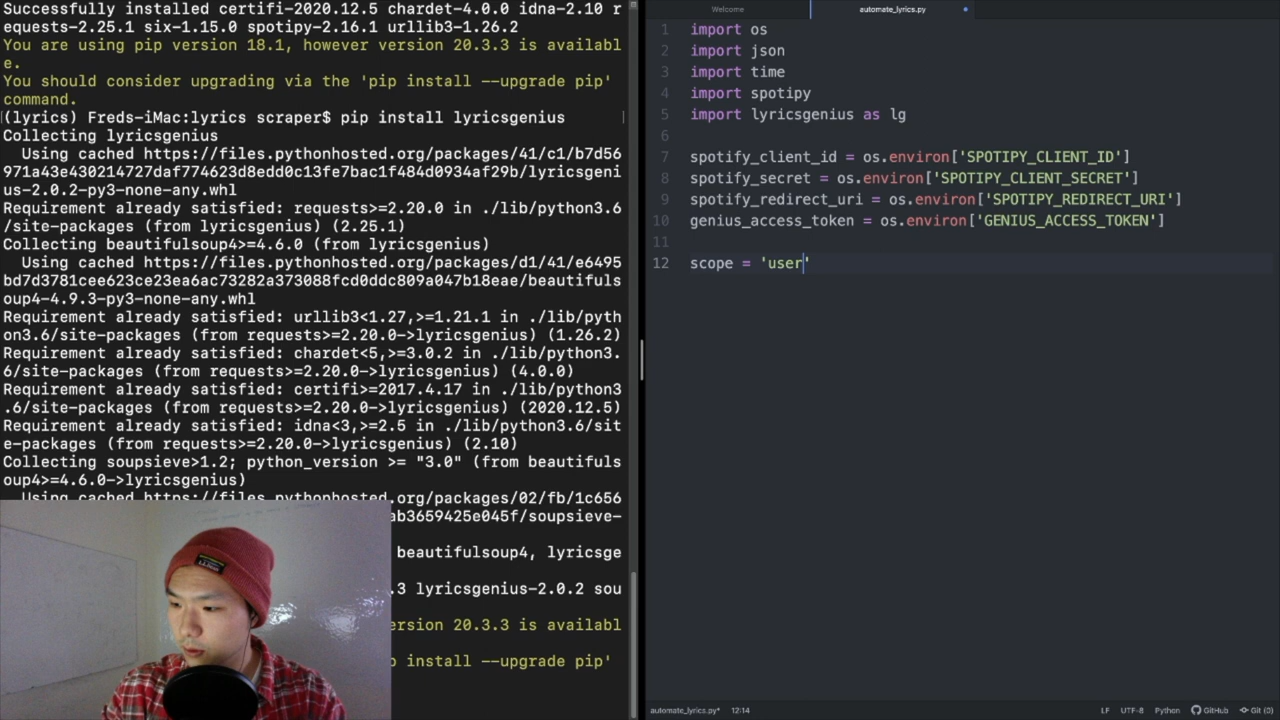 Successfully installed certifi-2020.12.5 chardet-4.0.0 idna-2.10 r
equests-2.25.1 six-1.15.0 spotipy-2.16.1 urllib3-1.26.2
You are using pip version 18.1, however version 20.3.3 is availabl
e.
You should consider upgrading via the 'pip install --upgrade pip'
command.
(lyrics) Freds-iMac:lyrics scraper$ pip install lyricsgenius
Collecting lyricsgenius
Using cached https://files.pythonhosted.org/packages/41/c1/b7d56
971a43e430214727daf774623d8edd0c13fe7bac1f484d0934af29b/lyricsgeni
us-2.0.2-py3-none-any.whl
Requirement already satisfied: requests>=2.20.0 in ./lib/python3.6
/site-packages (from lyricsgenius) (2.25.1)
Collecting beautifulsoup4>=4.6.0 (from lyricsgenius)
Using cached https://files.pythonhosted.org/packages/d1/41/e6495
bd7d3781cee623ce23ea6ac73282a373088fcd0ddc809a047b18eae/beautifuls
oup4-4.9.3-py3-none-any.whl
Requirement already satisfied: urllib3<1.27,>=1.21.1 in ./lib/pyth
on3.6/site-packages (from requests>=2.20.0->lyricsgenius) (1.26.2)
Requirement already satisfied: chardet<5,>=3.0.2 in ./lib/python3.
6/site-packages (from requests>=2.20.0->lyricsgenius) (4.0.0)
Requirement already satisfied: certifi>=2017.4.17 in ./lib/python3
.6/site-packages (from requests>=2.20.0->lyricsgenius) (2020.12.5)
Requirement already satisfied: idna<3,>=2.5 in ./lib/python3.6/sit
e-packages (from requests>=2.20.0->lyricsgenius) (2.10)
Collecting soupsieve>1.2; python_version >= "3.0" (from beautifuls
oup4>=4.6.0->lyricsgenius)
Using cached https://files.pythonhosted.org/packages/02/fb/1c656
ab3659425e045f/soupsieve-
beautifulsoup4, lyricsge
.3 lyricsgenius-2.0.2 sou
ersion 20.3.3 is availabl
p install --upgrade pip'
Welcome
automate_lyrics.py
1 import os
2 import json
3 import time
4 import spotipy
5 import lyricsgenius as lg
6
7 spotify_client_id = os.environ['SPOTIPY_CLIENT_ID']
8 spotify_secret = os.environ['SPOTIPY_CLIENT_SECRET']
9 spotify_redirect_uri = os.environ['SPOTIPY_REDIRECT_URI']
10 genius_access_token = os.environ['GENIUS_ACCESS_TOKEN']
11
12 scope = 'user'
automate_lyrics.py* 12:14
LF UTF-8 Python GitHub Git (0)